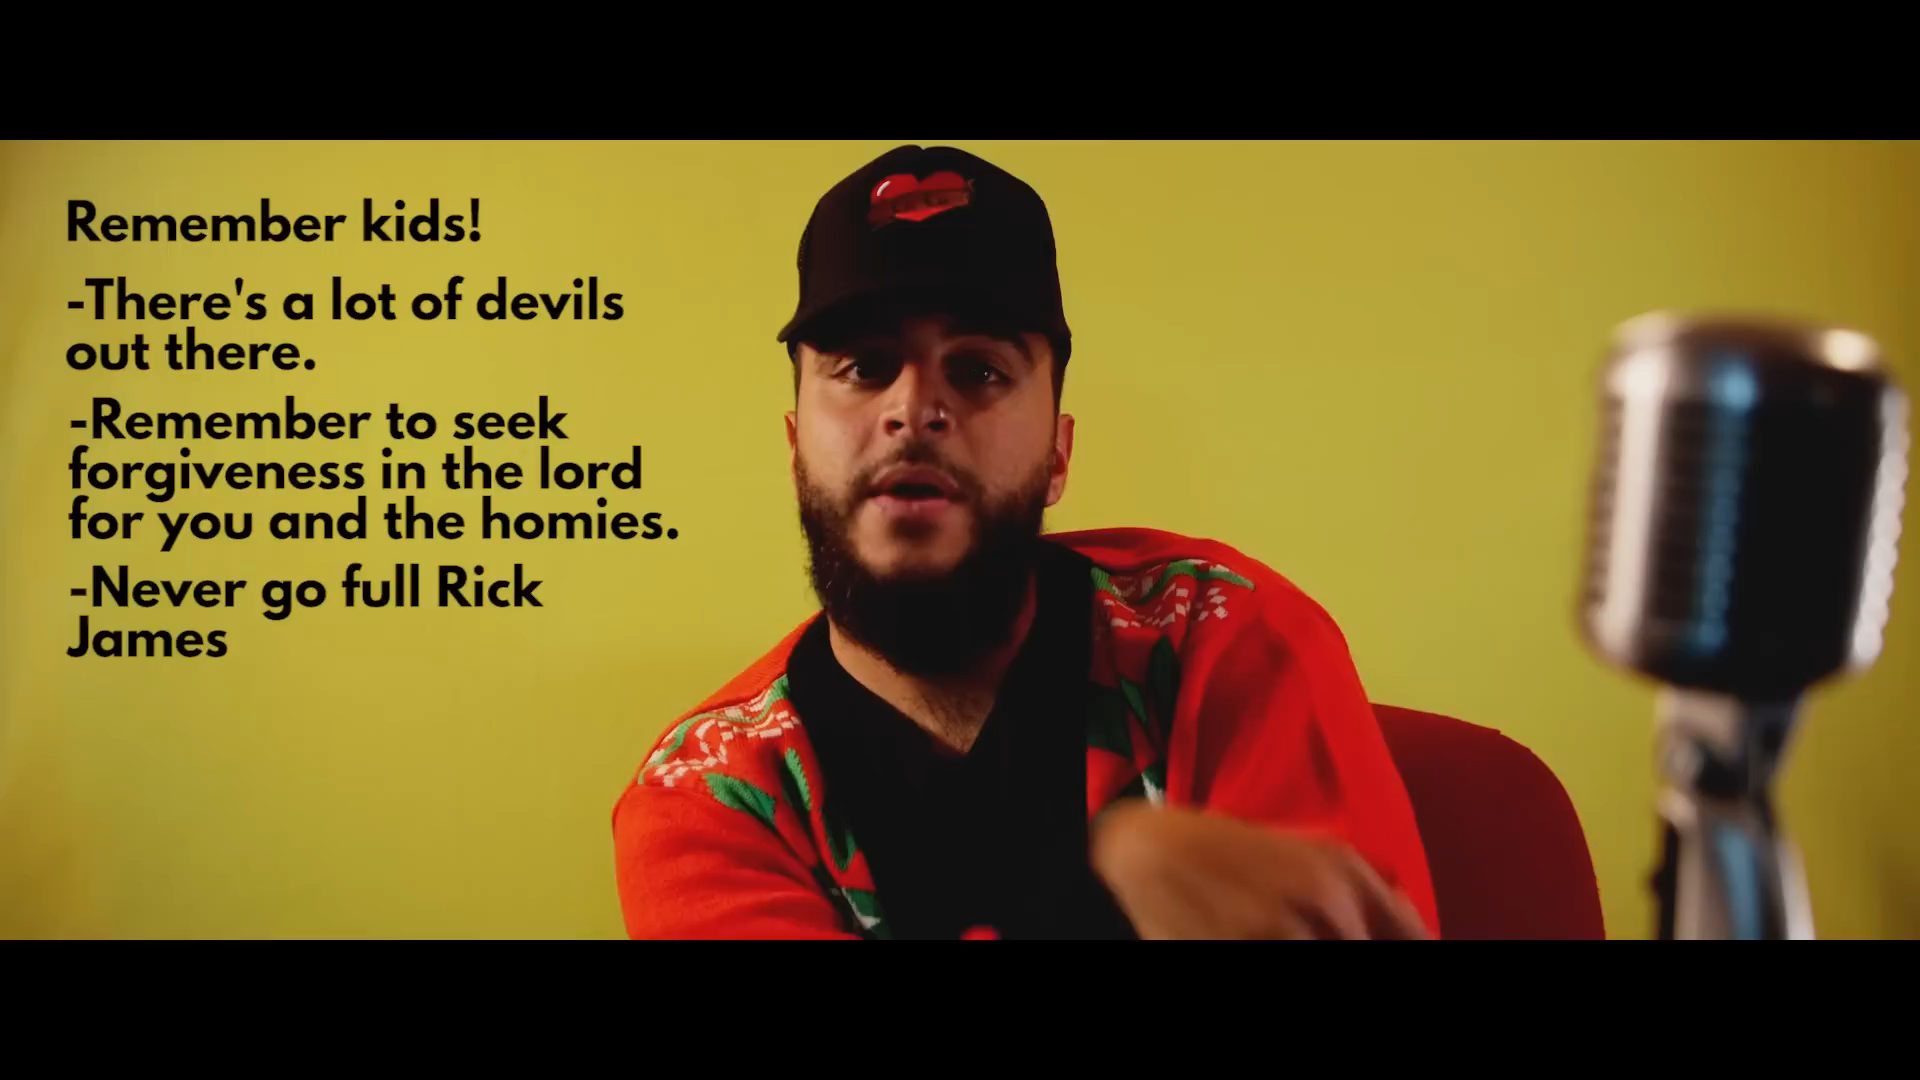 Remember kids!
-There's a lot of devils
out there.
-Remember to seek
forgiveness in the lord
for you and the homies.
-Never go full Rick
James